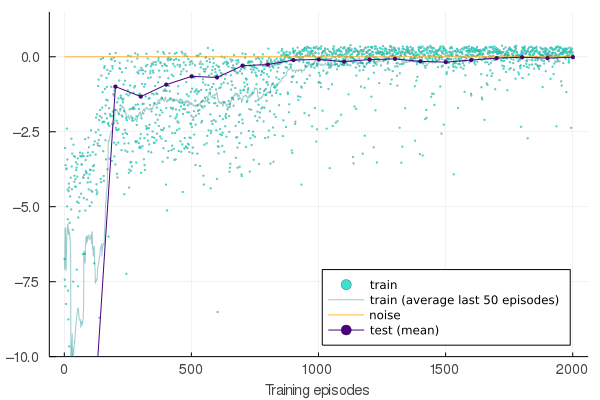 0.0
−2.5
−5.0
−7.5
−10.0
0
500
1000
1500
2000
Training episodes
train
train (average last 50 episodes)
noise
test (mean)